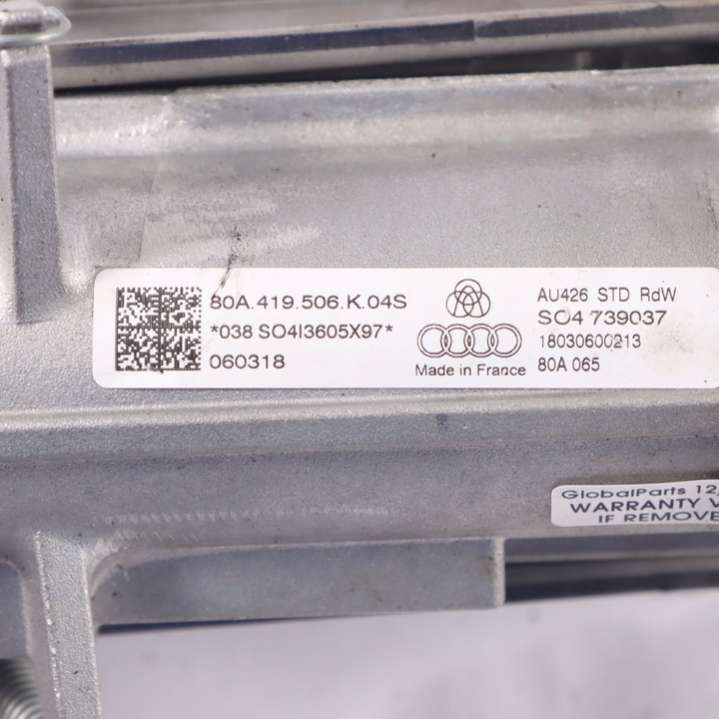 80A.419.506.K.04S
*038 SO4I3605X97*
060318
Made in France
AU426 STD RdW
SO4 739037
18030600213
80A 065
GlobalParts 12
WARRANTY V
IF REMOVE